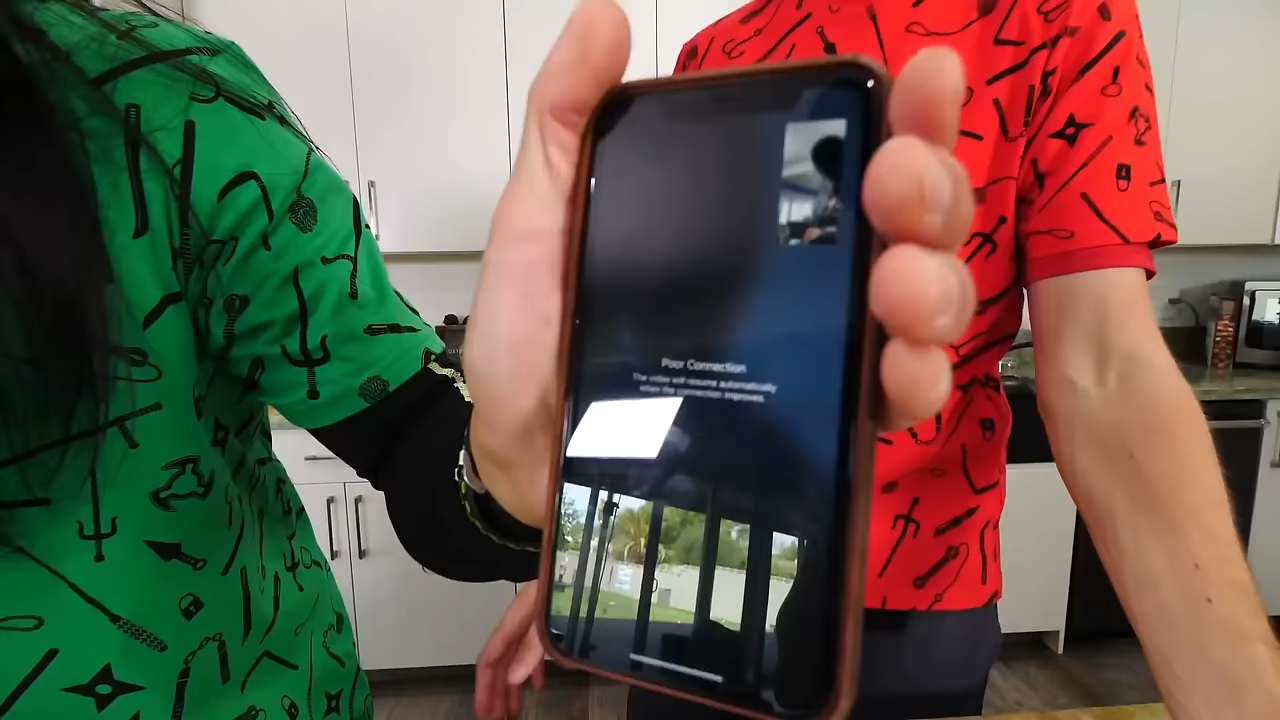 Poor Connection
The video will resume automatically
when the connection improves.